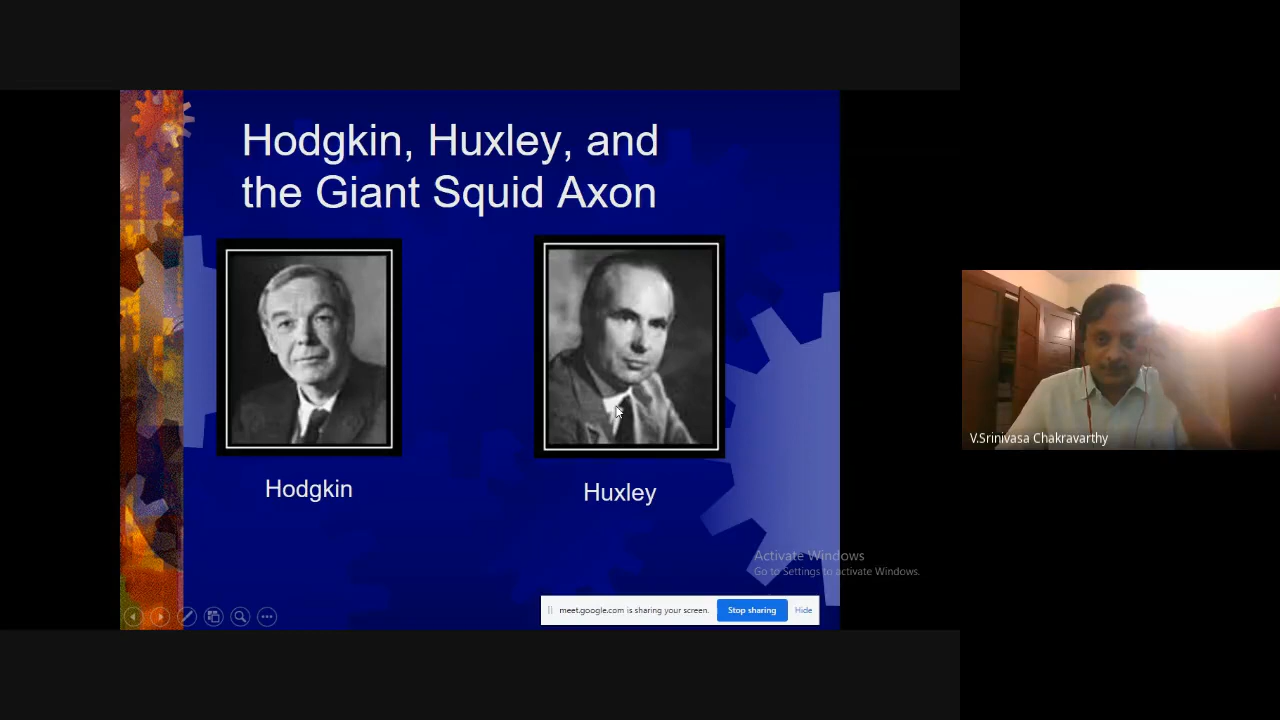 Hodgkin, Huxley, and
the Giant Squid Axon
Hodgkin
Huxley
V.Srinivasa Chakravarthy
Activate Windows
Go to Settings to activate Windows.
meet.google.com is sharing your screen. Stop sharing Hide